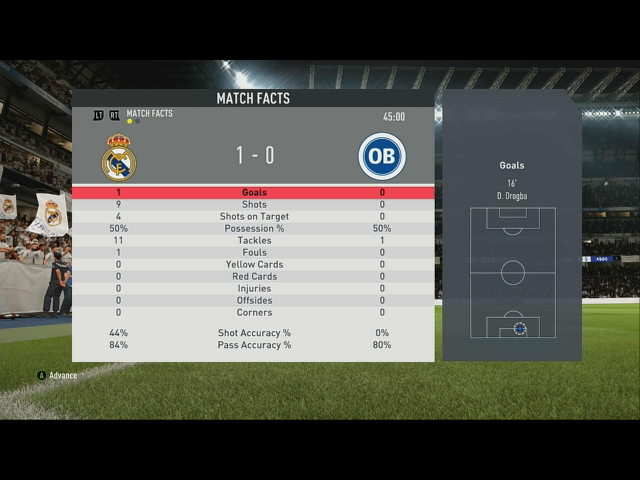 MATCH FACTS
LT RT MATCH FACTS
45:00
1 - 0
OB
1 Goals 0
9 Shots 0
4 Shots on Target 0
50% Possession % 50%
11 Tackles 1
1 Fouls 0
0 Yellow Cards 0
0 Red Cards 0
0 Injuries 0
0 Offsides 0
0 Corners 0
44% Shot Accuracy % 0%
84% Pass Accuracy % 80%
Goals
16'
D. Drogba
A Advance